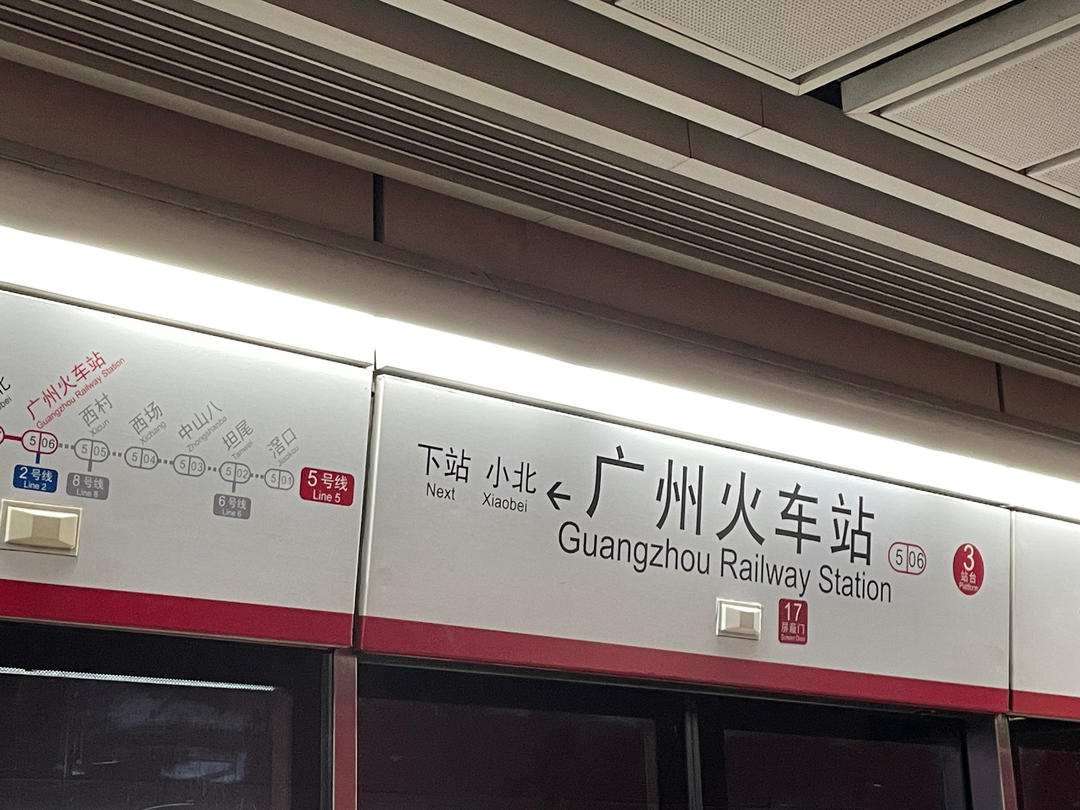 北
广州火车站
Guangzhou Railway Station
西村
Xicun
西场
Xichang
中山八
Zhongshanba
坦尾
Tanwei
滘口
Jiaokou
5 06
5 05
5 04
5 03
5 02
5 01
2号线
Line 2
8号线
Line 8
6号线
Line 6
5号线
Line 5
下站 小北
Next Xiaobei
←广州火车站
Guangzhou Railway Station
5 06
3
站台
Platform
17
屏蔽门
Screen Door